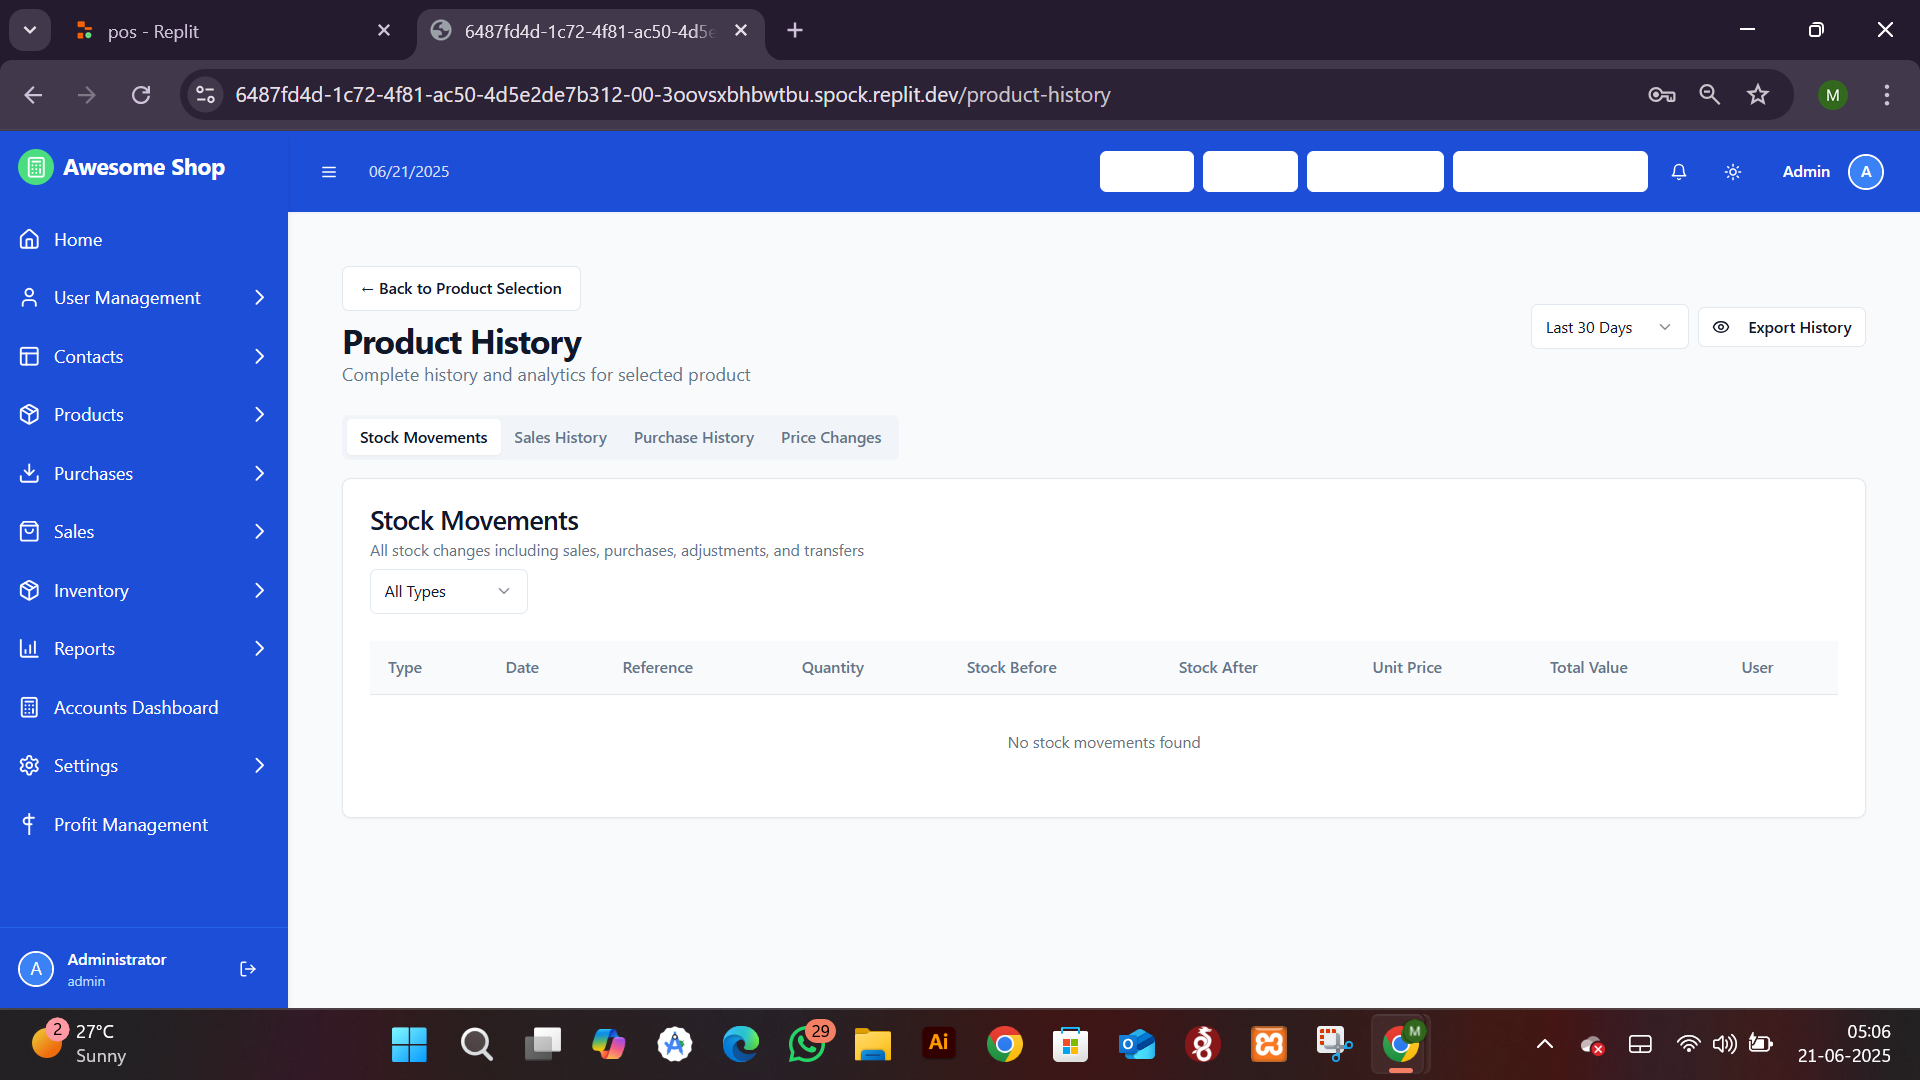 pos - Replit
6487fd4d-1c72-4f81-ac50-4d5e
6487fd4d-1c72-4f81-ac50-4d5e2de7b312-00-3oovsxbhbwtbu.spock.replit.dev/product-history
M
Awesome Shop
06/21/2025
Admin
A
Home
User Management
Contacts
Products
Purchases
Sales
Inventory
Reports
Accounts Dashboard
Settings
Profit Management
Administrator
admin
A
← Back to Product Selection
Product History
Complete history and analytics for selected product
Last 30 Days
Export History
Stock Movements Sales History Purchase History Price Changes
Stock Movements
All stock changes including sales, purchases, adjustments, and transfers
All Types
Type Date Reference Quantity Stock Before Stock After Unit Price Total Value User
No stock movements found
2
27°C
Sunny
29
Ai
M
05:06
21-06-2025